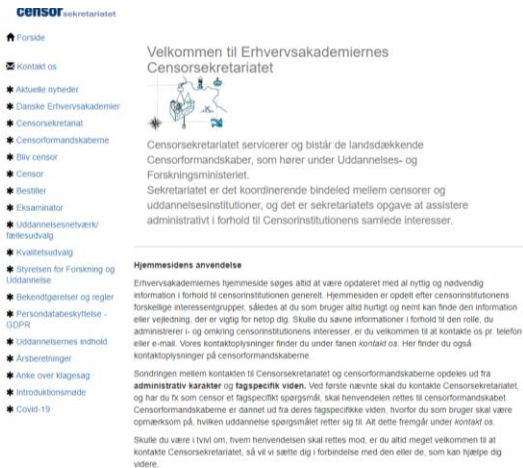 censor sekretariatet
Forside
Kontakt os
Aktuelle nyheder
Danske Erhvervsakademier
Censorsekretariat
Censorformandskaberne
Bliv censor
Censor
Bestiller
Eksaminator
Uddannelsesnetværk/
fællesudvalg
Kvalitetsudvalg
Styrelsen for Forskning og
Uddannelse
Bekendtgørelser og regler
Persondatabeskyttelse -
GDPR
Uddannelsernes indhold
Årsberetninger
Anke over klagesag
Introduktionsmøde
Covid-19
Velkommen til Erhvervsakademiernes
Censorsekretariatet
Censorsekretariatet servicerer og bistår de landsdækkende
Censorformandskaber, som hører under Uddannelses- og
Forskningsministeriet.
Sekretariatet er det koordinerende bindeled mellem censorer og
uddannelsesinstitutioner, og det er sekretariatets opgave at assistere
administrativt i forhold til Censorinstitutionens samlede interesser.
Hjemmesidens anvendelse
Erhvervsakademiernes hjemmeside søges altid at være opdateret med al nyttig og nødvendig
information i forhold til censorinstitutionen generelt. Hjemmesiden er opdelt efter censorinstitutionens
forskellige interessentgrupper, således at du som bruger altid hurtigt og nemt kan finde den information
eller vejledning, der er vigtig for netop dig. Skulle du savne informationer i forhold til den rolle, du
administrerer i- og omkring censorinstitutionens interesser, er du velkommen til at kontakte os pr. telefon
eller e-mail. Vores kontaktoplysninger finder du under fanen kontakt os. Her finder du også
kontaktoplysninger på censorformandskaberne.
Sondringen mellem kontakten til Censorsekretariatet og censorformandskaberne opdeles ud fra
administrativ karakter og fagspecifik viden. Ved første nævnte skal du kontakte Censorsekretariatet,
og har du fx som censor et fagspecifikt spørgsmål, skal henvendelsen rettes til censorformandskabet.
Censorformandskaberne er dannet ud fra deres fagspecifikke viden, hvorfor du som bruger skal være
opmærksom på, hvilken uddannelse spørgsmålet retter sig til. Alt dette fremgår under kontakt os.
Skulle du være i tvivl om, hvem henvendelsen skal rettes mod, er du altid meget velkommen til at
kontakte Censorsekretariatet, så vil vi sætte dig i forbindelse med den eller de, som kan hjælpe dig
videre.